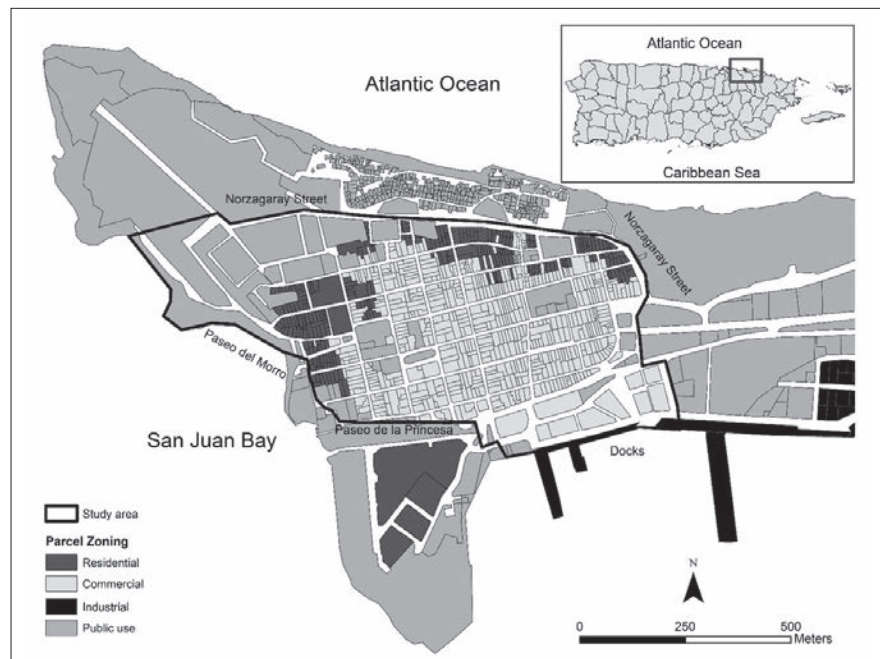 Atlantic Ocean
Atlantic Ocean
Caribbean Sea
Norzagaray Street
Norzagaray Street
Paseo del Morro
San Juan Bay
Paseo de la Princesa
Docks
Study area
Parcel Zoning
Residential
Commercial
Industrial
Public use
N
0 250 500
Meters